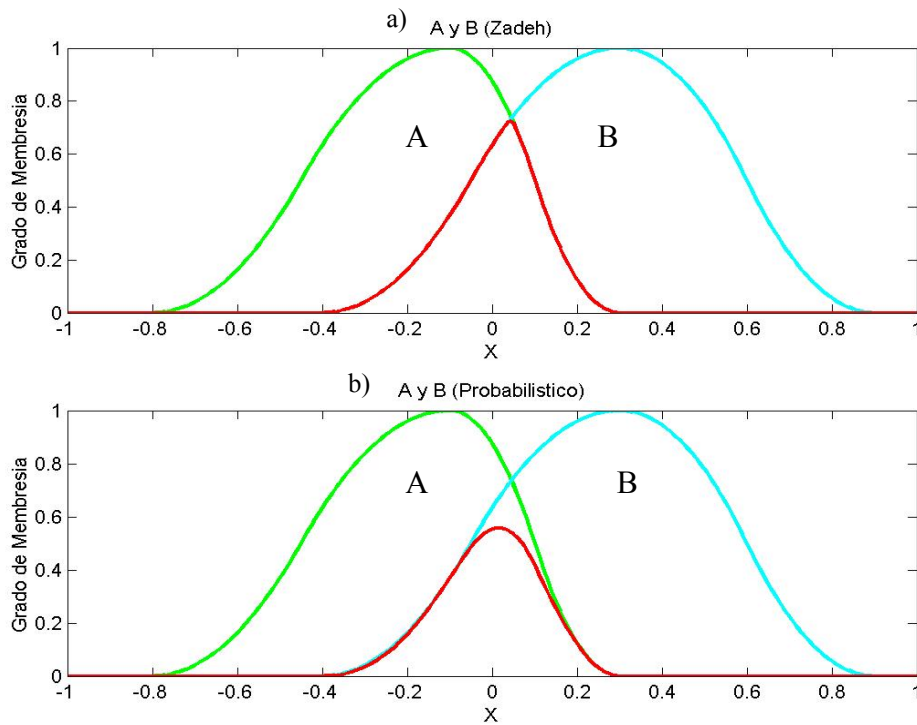 a)
A y B (Zadeh)
1
0.8
0.6
0.4
0.2
0
Grado de Membresia
A
B
-1 -0.8 -0.6 -0.4 -0.2 0 0.2 0.4 0.6 0.8 1
X
b)
A y B (Probabilistico)
1
0.8
0.6
0.4
0.2
0
Grado de Membresia
A
B
-1 -0.8 -0.6 -0.4 -0.2 0 0.2 0.4 0.6 0.8 1
X